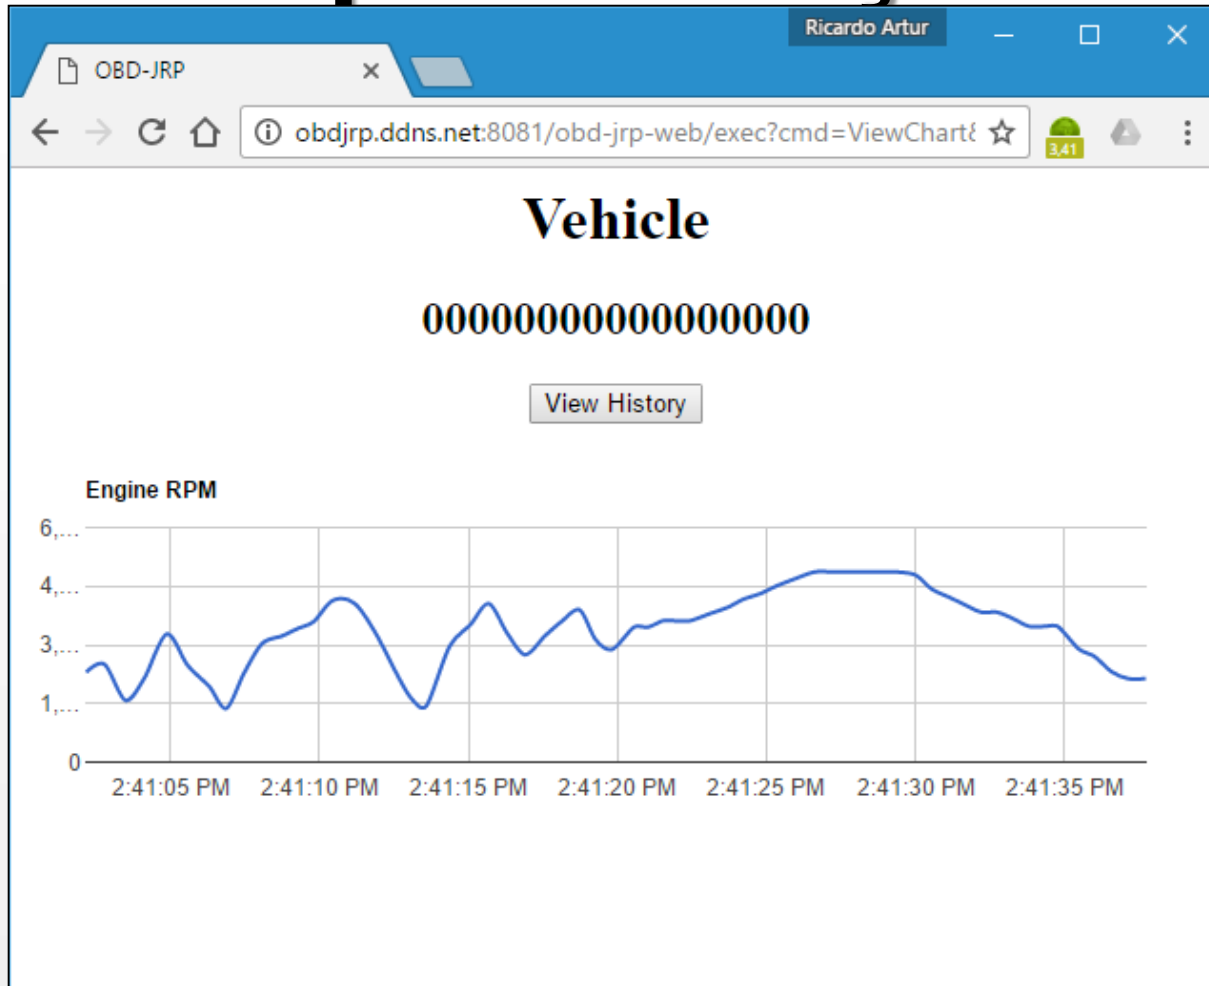 Ricardo Artur
OBD-JRP
obdjrp.ddns.net:8081/obd-jrp-web/exec?cmd=ViewChart&
3,41
Vehicle
00000000000000000
View History
Engine RPM
6,...
4,...
3,...
1,...
0
2:41:05 PM 2:41:10 PM 2:41:15 PM 2:41:20 PM 2:41:25 PM 2:41:30 PM 2:41:35 PM